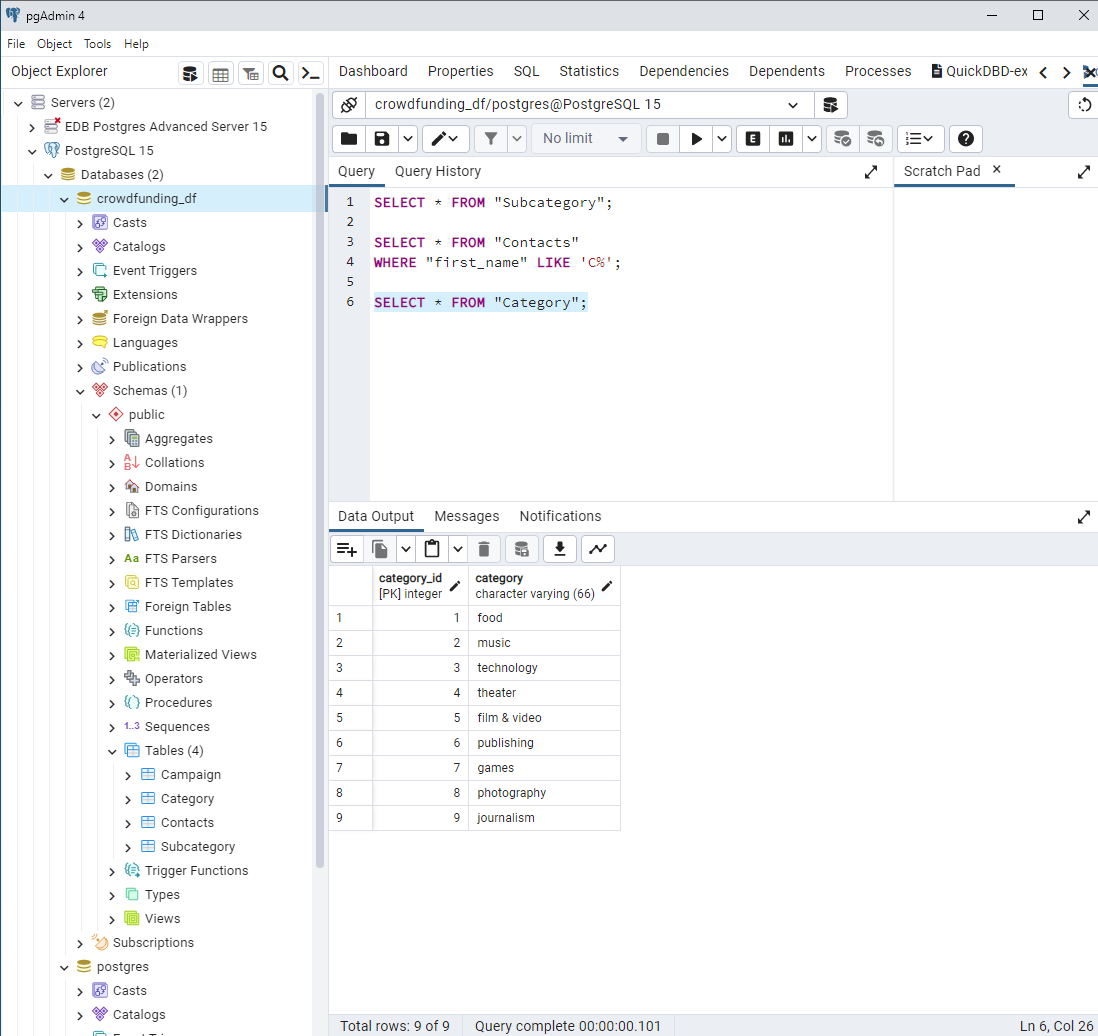 pgAdmin 4
File Object Tools Help
Object Explorer
Dashboard Properties SQL Statistics Dependencies Dependents Processes QuickDBD-ex
Servers (2)
EDB Postgres Advanced Server 15
PostgreSQL 15
Databases (2)
crowdfunding_df
Casts
Catalogs
Event Triggers
Extensions
Foreign Data Wrappers
Languages
Publications
Schemas (1)
public
Aggregates
Collations
Domains
FTS Configurations
FTS Dictionaries
FTS Parsers
FTS Templates
Foreign Tables
Functions
Materialized Views
Operators
Procedures
1..3 Sequences
Tables (4)
Campaign
Category
Contacts
Subcategory
Trigger Functions
Types
Views
Subscriptions
postgres
Casts
Catalogs
crowdfunding_df/postgres@PostgreSQL 15
No limit
E
Query Query History
Scratch Pad
1 SELECT * FROM "Subcategory";
2
3 SELECT * FROM "Contacts"
4 WHERE "first_name" LIKE 'C%';
5
6 SELECT * FROM "Category";
Data Output Messages Notifications
category_id category
[PK] integer character varying (66)
1 1 food
2 2 music
3 3 technology
4 4 theater
5 5 film & video
6 6 publishing
7 7 games
8 8 photography
9 9 journalism
Total rows: 9 of 9 Query complete 00:00:00.101 Ln 6, Col 26